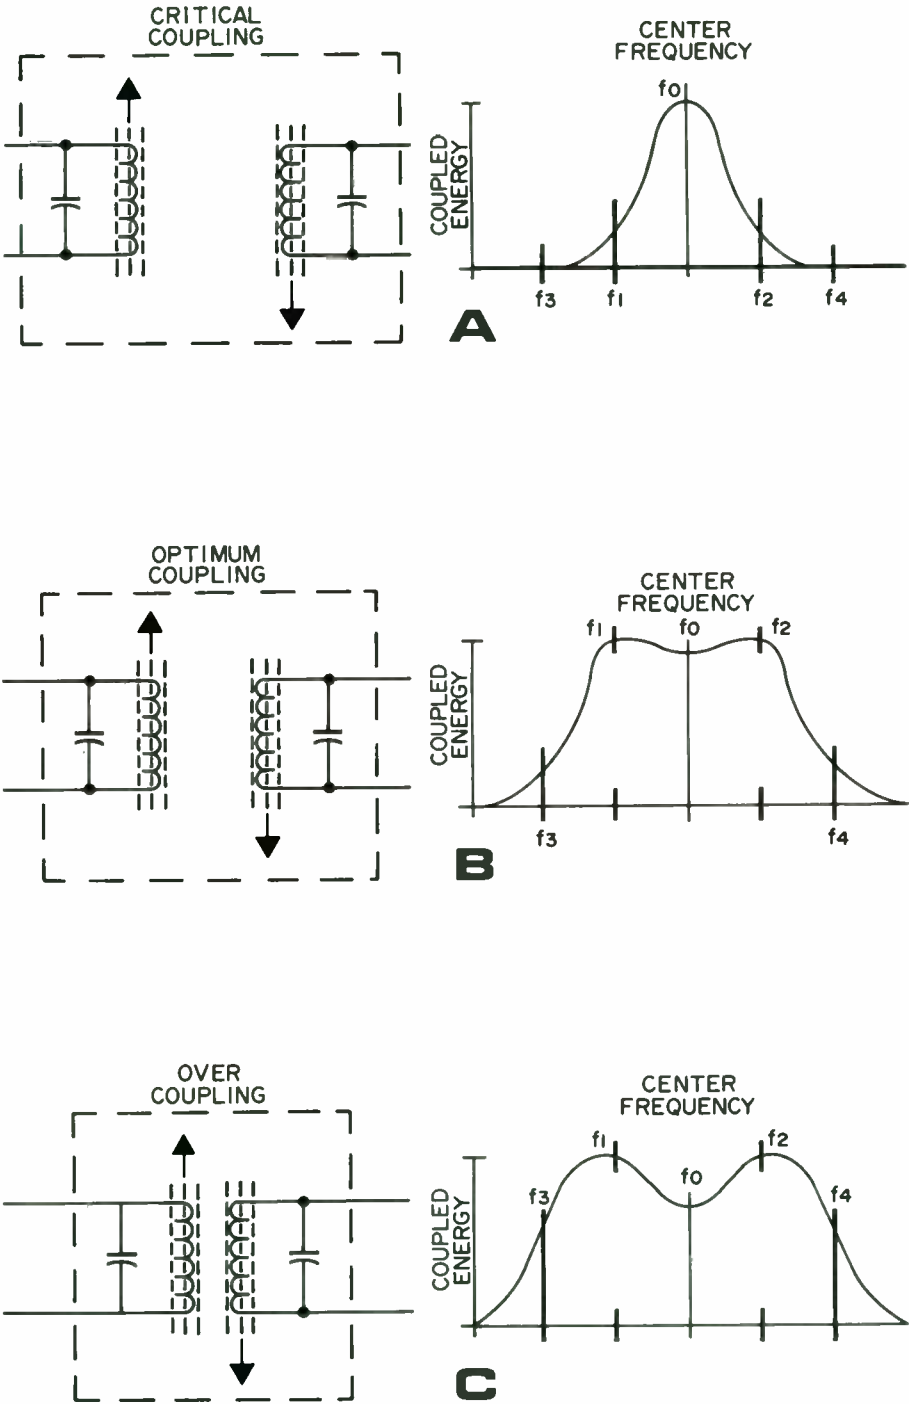 CRITICAL
COUPLING
CENTER
FREQUENCY
fo
COUPLED
ENERGY
f3
f1
f2
f4
A
OPTIMUM
COUPLING
CENTER
FREQUENCY
f1
fo
f2
COUPLED
ENERGY
f3
f4
B
OVER
COUPLING
CENTER
FREQUENCY
f1
f2
fo
f3
f4
COUPLED
ENERGY
C